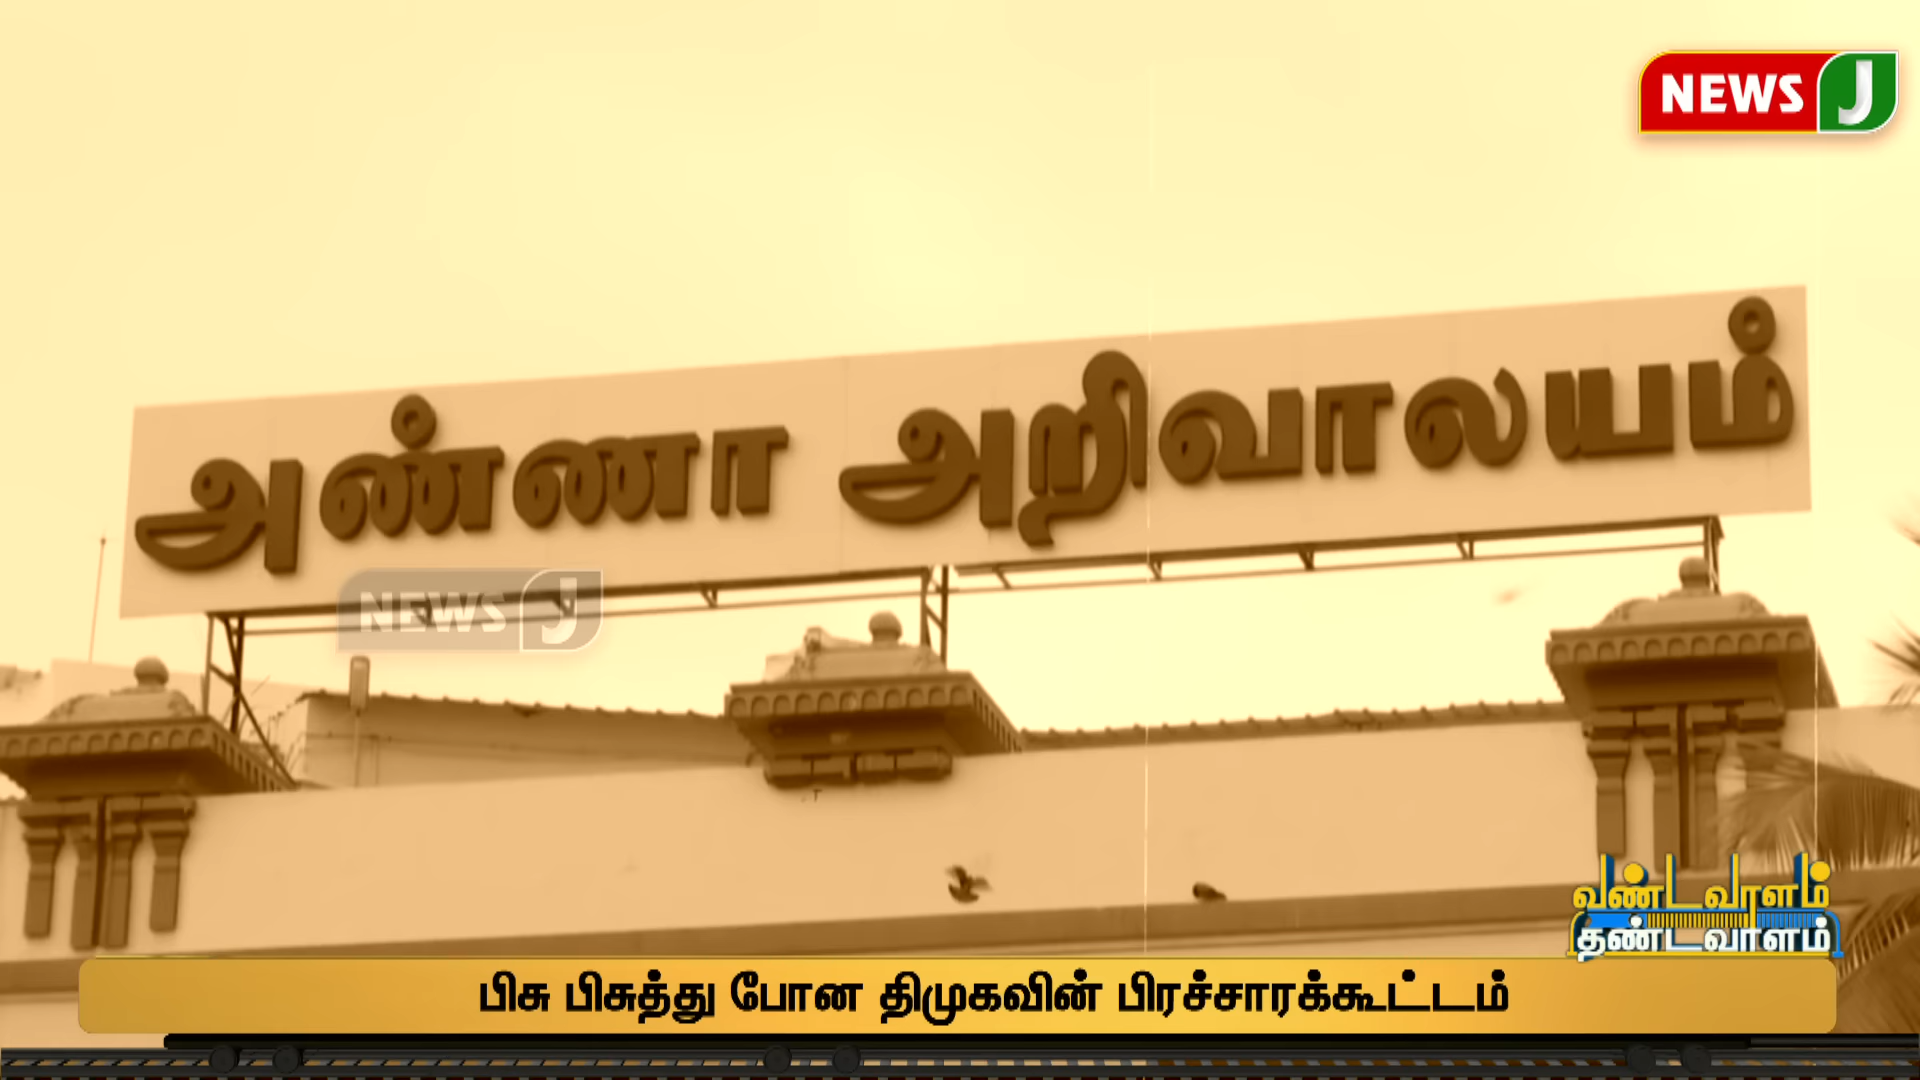 NEWS J
அண்ணா அறிவாலயம்
NEWS J
வண்டவாளம்
தண்டவாளம்
பிசு பிசுத்து போன திமுகவின் பிரச்சாரக்கூட்டம்